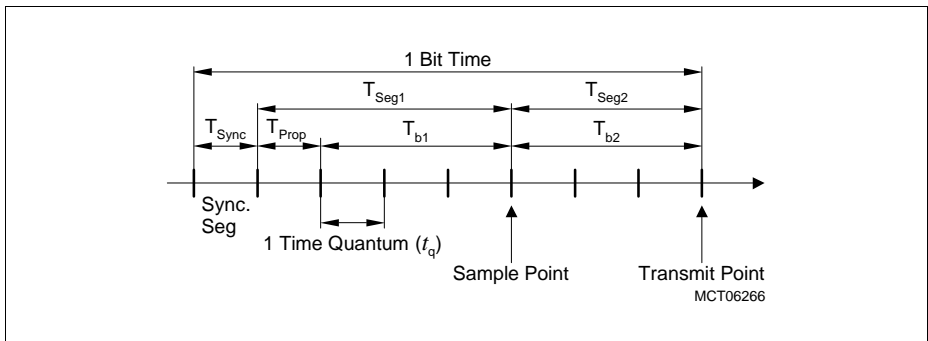 1 Bit Time
TSeg1 TSeg2
TSync TProp Tb1 Tb2
Sync.
Seg
1 Time Quantum (tq)
Sample Point Transmit Point
MCT06266